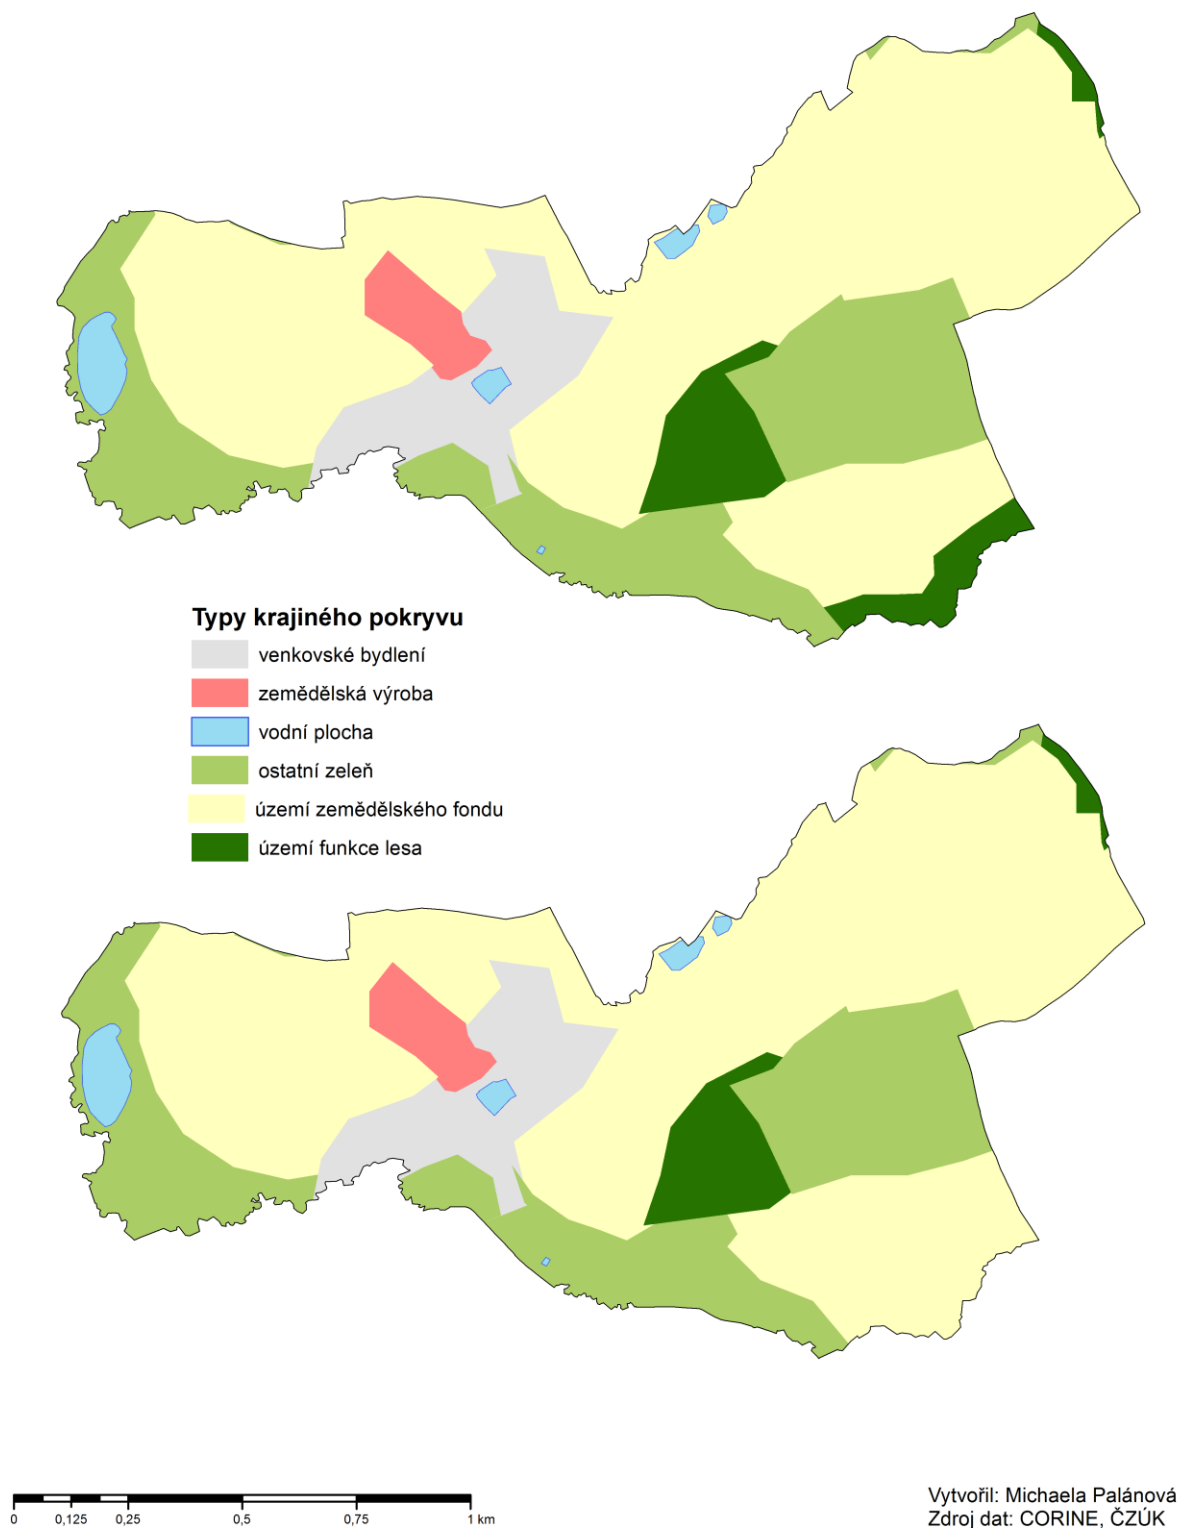 Typy krajiného pokryvu
venkovské bydlení
zemědělská výroba
vodní plocha
ostatní zeleň
území zemědělského fondu
území funkce lesa
0 0,125 0,25 0,5 0,75 1 km
Vytvořil: Michaela Palánová
Zdroj dat: CORINE, ČZÚK